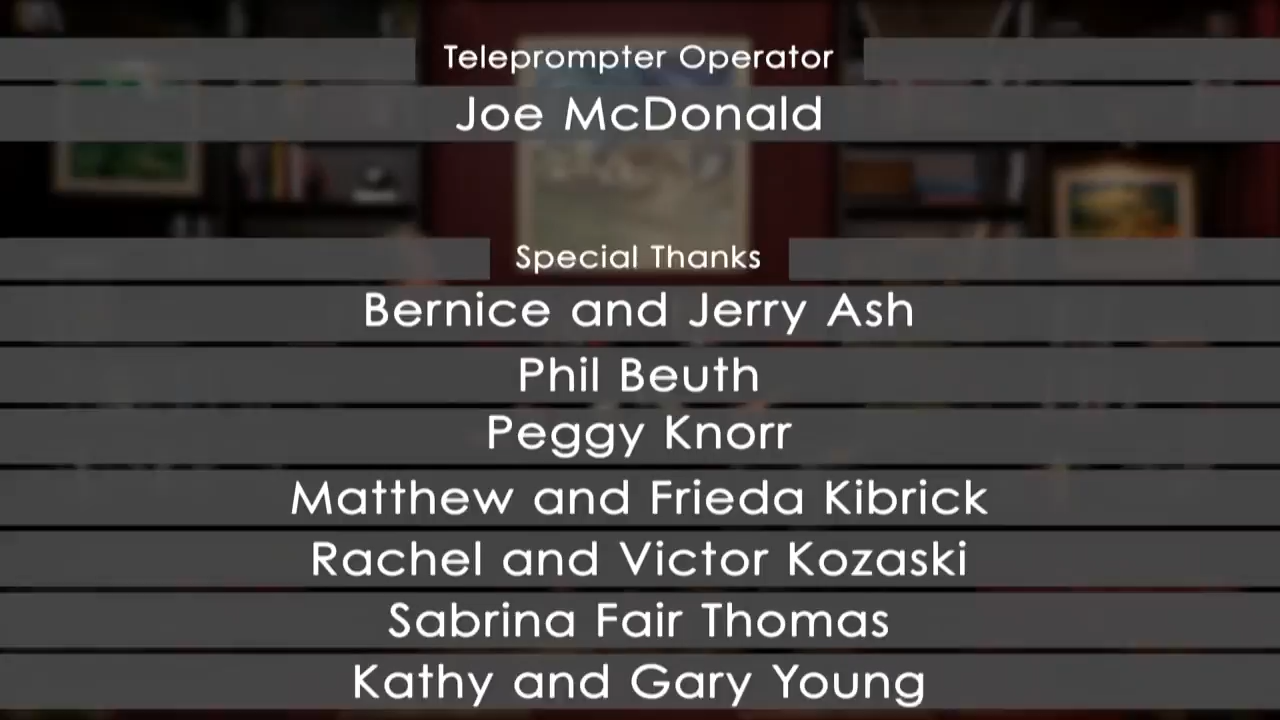 Teleprompter Operator
Joe McDonald
Special Thanks
Bernice and Jerry Ash
Phil Beuth
Peggy Knorr
Matthew and Frieda Kibrick
Rachel and Victor Kozaski
Sabrina Fair Thomas
Kathy and Gary Young